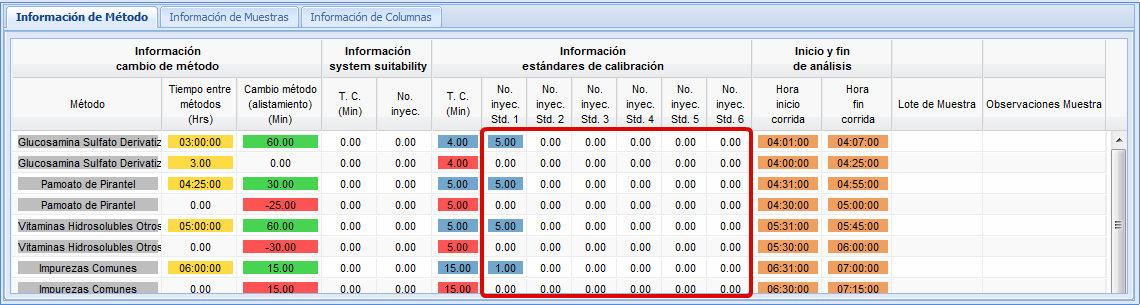 Información de Método Información de Muestras Información de Columnas
Información Información Información Inicio y fin
cambio de método system suitability estándares de calibración de análisis
Tiempo entre Cambio método No. No. No. No. No. No. Hora Hora
Método métodos (alistamiento) T. C. No. T. C. inyec. inyec. inyec. inyec. inyec. inyec. inicio fin Lote de Muestra Observaciones Muestra
(Hrs) (Min) (Min) inyec. (Min) Std. 1 Std. 2 Std. 3 Std. 4 Std. 5 Std. 6 corrida corrida
Glucosamina Sulfato Derivatiz 03:00:00 60.00 0.00 0.00 4.00 5.00 0.00 0.00 0.00 0.00 0.00 04:01:00 04:07:00
Glucosamina Sulfato Derivatiz 3.00 0.00 0.00 0.00 4.00 0.00 0.00 0.00 0.00 0.00 0.00 04:00:00 04:25:00
Pamoato de Pirantel 04:25:00 30.00 0.00 0.00 5.00 5.00 0.00 0.00 0.00 0.00 0.00 04:31:00 04:55:00
Pamoato de Pirantel 0.00 -25.00 0.00 0.00 5.00 0.00 0.00 0.00 0.00 0.00 0.00 04:30:00 05:00:00
Vitaminas Hidrosolubles Otros 05:00:00 60.00 0.00 0.00 5.00 5.00 0.00 0.00 0.00 0.00 0.00 05:31:00 05:45:00
Vitaminas Hidrosolubles Otros 0.00 -30.00 0.00 0.00 5.00 0.00 0.00 0.00 0.00 0.00 0.00 05:30:00 06:00:00
Impurezas Comunes 06:00:00 15.00 0.00 0.00 15.00 1.00 0.00 0.00 0.00 0.00 0.00 06:31:00 07:00:00
Impurezas Comunes 0.00 15.00 0.00 0.00 15.00 0.00 0.00 0.00 0.00 0.00 0.00 06:30:00 07:15:00